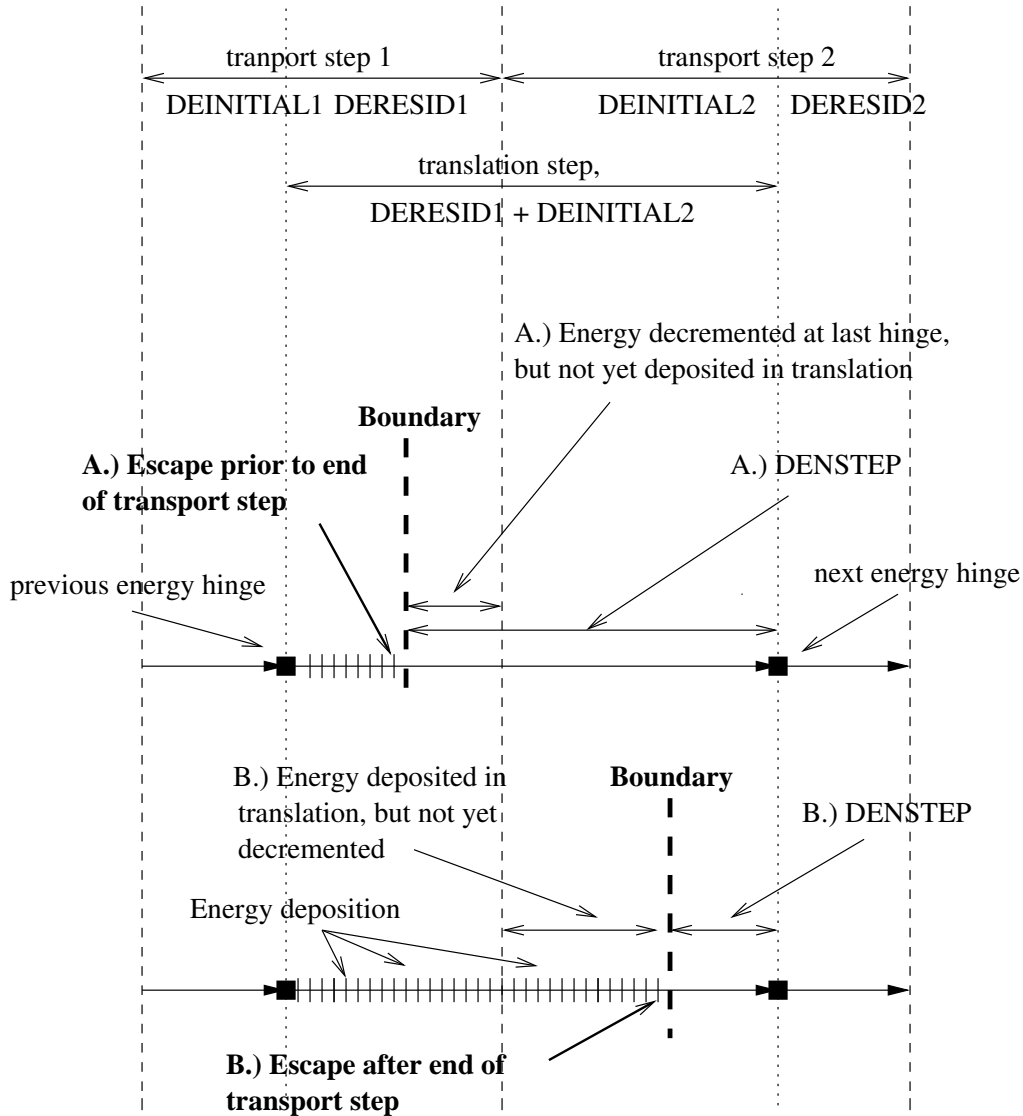 tranport step 1
transport step 2
DEINITIAL1 DERESID1
DEINITIAL2
DERESID2
translation step,
DERESID1 + DEINITIAL2
A.) Energy decremented at last hinge,
but not yet deposited in translation
Boundary
A.) Escape prior to end
of transport step
A.) DENSTEP
previous energy hinge
next energy hinge
B.) Energy deposited in
translation, but not yet
decremented
Boundary
B.) DENSTEP
Energy deposition
B.) Escape after end of
transport step